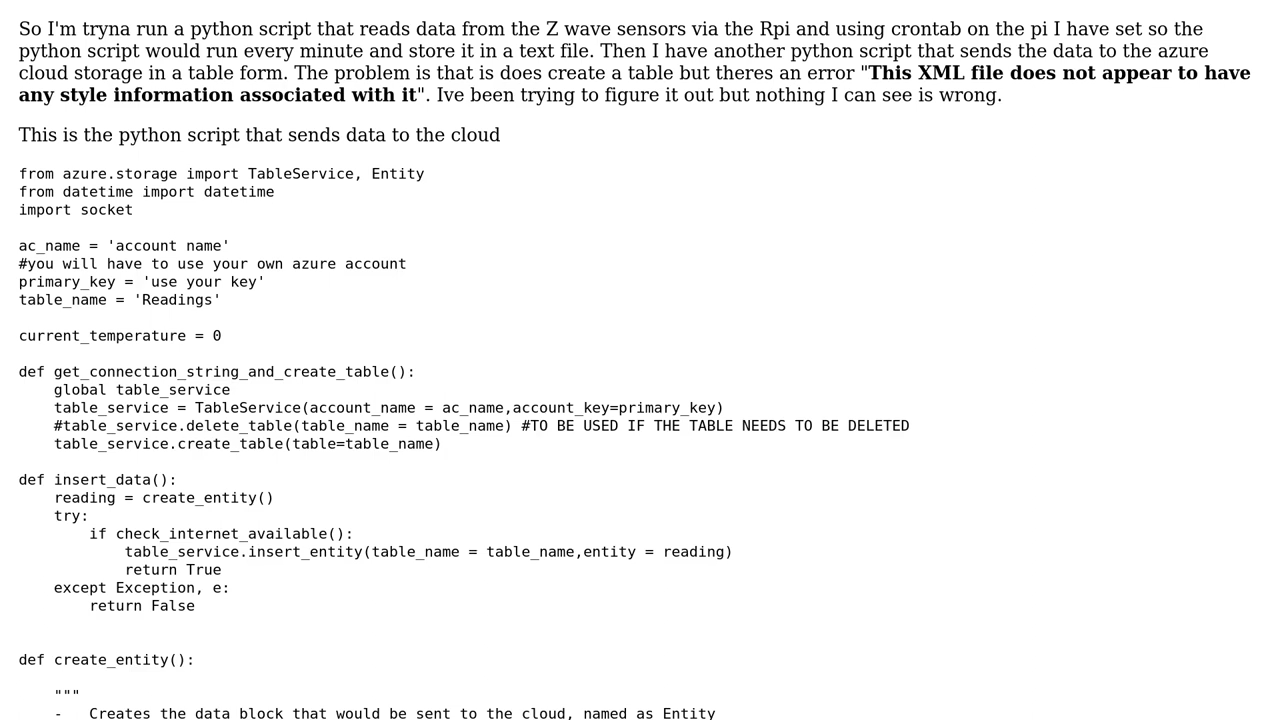 So I'm tryna run a python script that reads data from the Z wave sensors via the Rpi and using crontab on the pi I have set so the
python script would run every minute and store it in a text file. Then I have another python script that sends the data to the azure
cloud storage in a table form. The problem is that is does create a table but theres an error "This XML file does not appear to have
any style information associated with it". Ive been trying to figure it out but nothing I can see is wrong.
This is the python script that sends data to the cloud
from azure.storage import TableService, Entity
from datetime import datetime
import socket
ac_name = 'account name'
#you will have to use your own azure account
primary_key = 'use your key'
table_name = 'Readings'
current_temperature = 0
def get_connection_string_and_create_table():
    global table_service
    table_service = TableService(account_name = ac_name,account_key=primary_key)
    #table_service.delete_table(table_name = table_name) #TO BE USED IF THE TABLE NEEDS TO BE DELETED
    table_service.create_table(table=table_name)
def insert_data():
    reading = create_entity()
    try:
        if check_internet_available():
            table_service.insert_entity(table_name = table_name,entity = reading)
            return True
    except Exception, e:
        return False
def create_entity():
    """
    -   Creates the data block that would be sent to the cloud, named as Entity